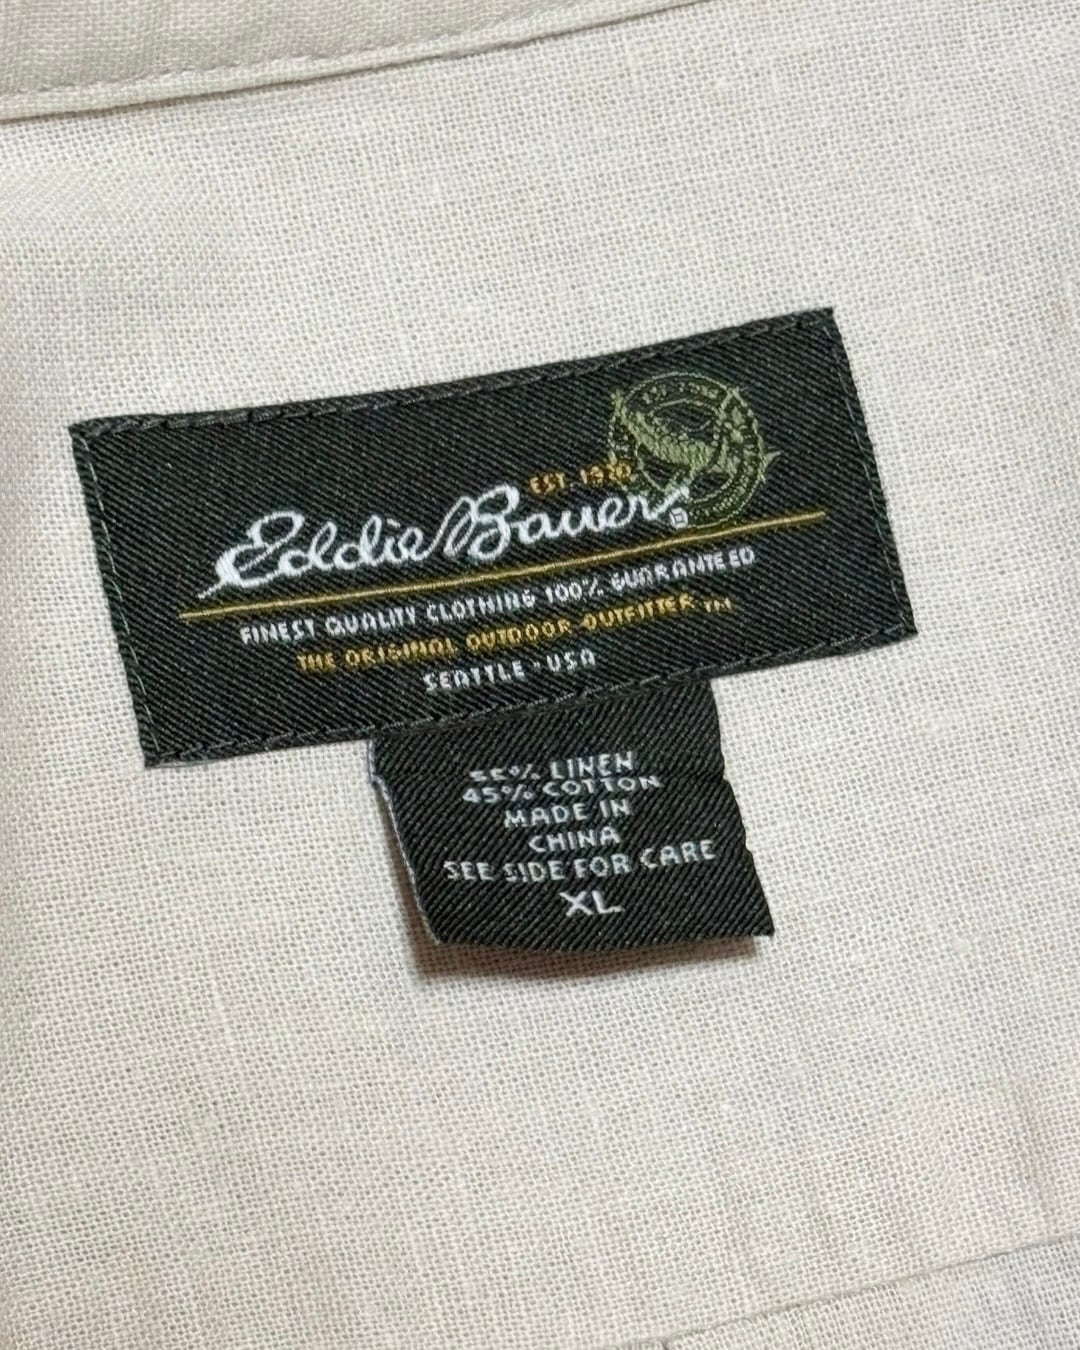 EST. 1920
Eddie Bauer
FINEST QUALITY CLOTHING 100% GUARANTEED
THE ORIGINAL OUTDOOR OUTFITTER TM
SEATTLE - USA
55% LINEN
45% COTTON
MADE IN
CHINA
SEE SIDE FOR CARE
XL